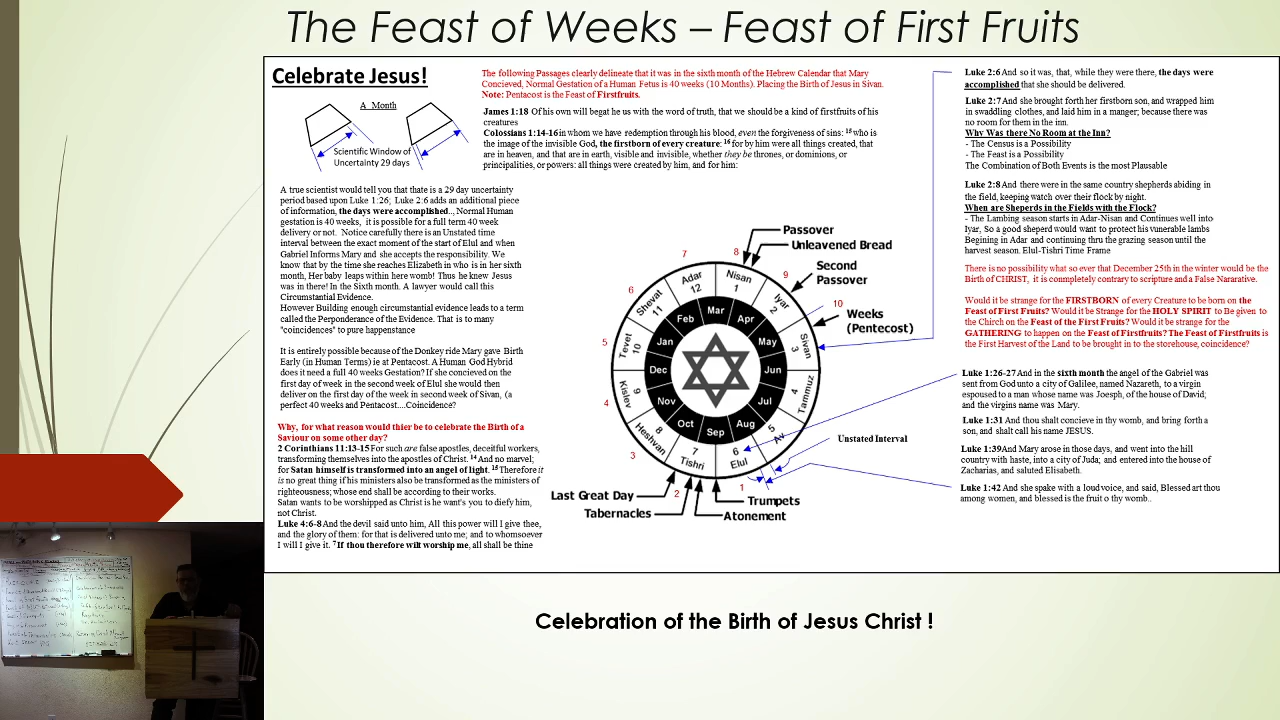 The Feast of Weeks – Feast of First Fruits
Celebrate Jesus!
A Month
Scientific Window of
Uncertainty 29 days
The following Passages clearly delineate that it was in the sixth month of the Hebrew Calendar that Mary
Concieved, Normal Gestation of a Human Fetus is 40 weeks (10 Months). Placing the Birth of Jesus in Sivan.
Note: Pentacost is the Feast of Firstfruits.
James 1:18 Of his own will begat he us with the word of truth, that we should be a kind of firstfruits of his
creatures
Colossians 1:14-16 in whom we have redemption through his blood, even the forgiveness of sins: 15 who is
the image of the invisible God, the firstborn of every creature: 16 for by him were all things created, that
are in heaven, and that are in earth, visible and invisible, whether they be thrones, or dominions, or
principalities, or powers: all things were created by him, and for him:
A true scientist would tell you that thate is a 29 day uncertainty
period based upon Luke 1:26; Luke 2:6 adds an additional piece
of information, the days were accomplished.., Normal Human
gestation is 40 weeks, it is possible for a full term 40 week
delivery or not. Notice carefully there is an Unstated time
interval between the exact moment of the start of Elul and when
Gabriel Informs Mary and she accepts the responsibility. We
know that by the time she reaches Elizabeth in who is in her sixth
month, Her baby leaps within here womb! Thus he knew Jesus
was in there! In the Sixth month. A lawyer would call this
Circumstantial Evidence.
However Building enough circumstantial evidence leads to a term
called the Perponderance of the Evidence. That is to many
"coincidences" to pure happenstance
It is entirely possible because of the Donkey ride Mary gave Birth
Early (in Human Terms) ie at Pentacost. A Human God Hybrid
does it need a full 40 weeks Gestation? If she concieved on the
first day of week in the second week of Elul she would then
deliver on the first day of the week in second week of Sivan, (a
perfect 40 weeks and Pentacost....Coincidence?
Why, for what reason would thier be to celebrate the Birth of a
Saviour on some other day?
2 Corinthians 11:13-15 For such are false apostles, deceitful workers,
transforming themselves into the apostles of Christ. 14 And no marvel;
for Satan himself is transformed into an angel of light. 15 Therefore it
is no great thing if his ministers also be transformed as the ministers of
righteousness; whose end shall be according to their works.
Satan wants to be worshipped as Christ is he want's you to diefy him,
not Christ.
Luke 4:6-8 And the devil said unto him, All this power will I give thee,
and the glory of them: for that is delivered unto me; and to whomsoever
I will I give it. 7 If thou therefore wilt worship me, all shall be thine
Passover
Unleavened Bread
Second
Passover
Weeks
(Pentecost)
Trumpets
Atonement
Tabernacles
Last Great Day
Unstated Interval
7
8
9
10
6
5
4
3
2
1
Nisan
1
Iyar
2
Sivan
3
Tammuz
4
Av
5
Elul
6
Tishri
7
Heshvan
8
Kislev
9
Tevet
10
Shevat
11
Adar
12
Mar
Apr
May
Jun
Jul
Aug
Sep
Oct
Nov
Dec
Jan
Feb
Luke 2:6 And so it was, that, while they were there, the days were
accomplished that she should be delivered.
Luke 2:7 And she brought forth her firstborn son, and wrapped him
in swaddling clothes, and laid him in a manger; because there was
no room for them in the inn.
Why Was there No Room at the Inn?
- The Census is a Possibility
- The Feast is a Possibility
The Combination of Both Events is the most Plausable
Luke 2:8 And there were in the same country shepherds abiding in
the field, keeping watch over their flock by night.
When are Sheperds in the Fields with the Flock?
- The Lambing season starts in Adar-Nisan and Continues well into
Iyar, So a good sheperd would want to protect his vunerable lambs
Begining in Adar and continuing thru the grazing season until the
harvest season. Elul-Tishri Time Frame
There is no possibility what so ever that December 25th in the winter would be the
Birth of CHRIST, it is conmpletely contrary to scripture and a False Nararative.
Would it be strange for the FIRSTBORN of every Creature to be born on the
Feast of First Fruits? Would it be Strange for the HOLY SPIRIT to Be given to
the Chirch on the Feast of the First Fruits? Would it be strange for the
GATHERING to happen on the Feast of Firstfruits? The Feast of Firstfruits is
the First Harvest of the Land to be brought in to the storehouse, coincidence?
Luke 1:26-27 And in the sixth month the angel of the Gabriel was
sent from God unto a city of Galilee, named Nazareth, to a virgin
espoused to a man whose name was Joesph, of the house of David;
and the virgins name was Mary.
Luke 1:31 And thou shalt concieve in thy womb, and bring forth a
son, and shalt call his name JESUS.
Luke 1:39 And Mary arose in those days, and went into the hill
country with haste, into a city of Juda; and entered into the house of
Zacharias, and saluted Elisabeth.
Luke 1:42 And she spake with a loud voice, and said, Blessed art thou
among women, and blessed is the fruit o thy womb..
Celebration of the Birth of Jesus Christ !